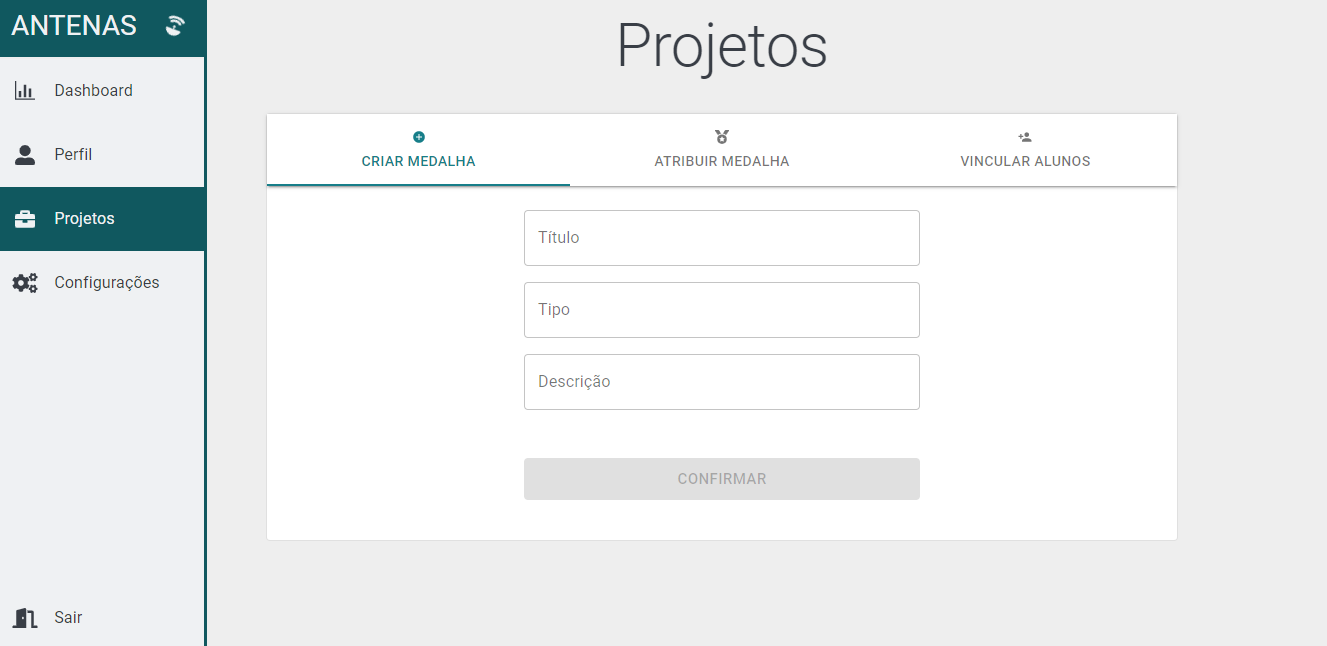 ANTENAS
Dashboard
Perfil
Projetos
Configurações
Sair
Projetos
CRIAR MEDALHA
ATRIBUIR MEDALHA
VINCULAR ALUNOS
Título
Tipo
Descrição
CONFIRMAR